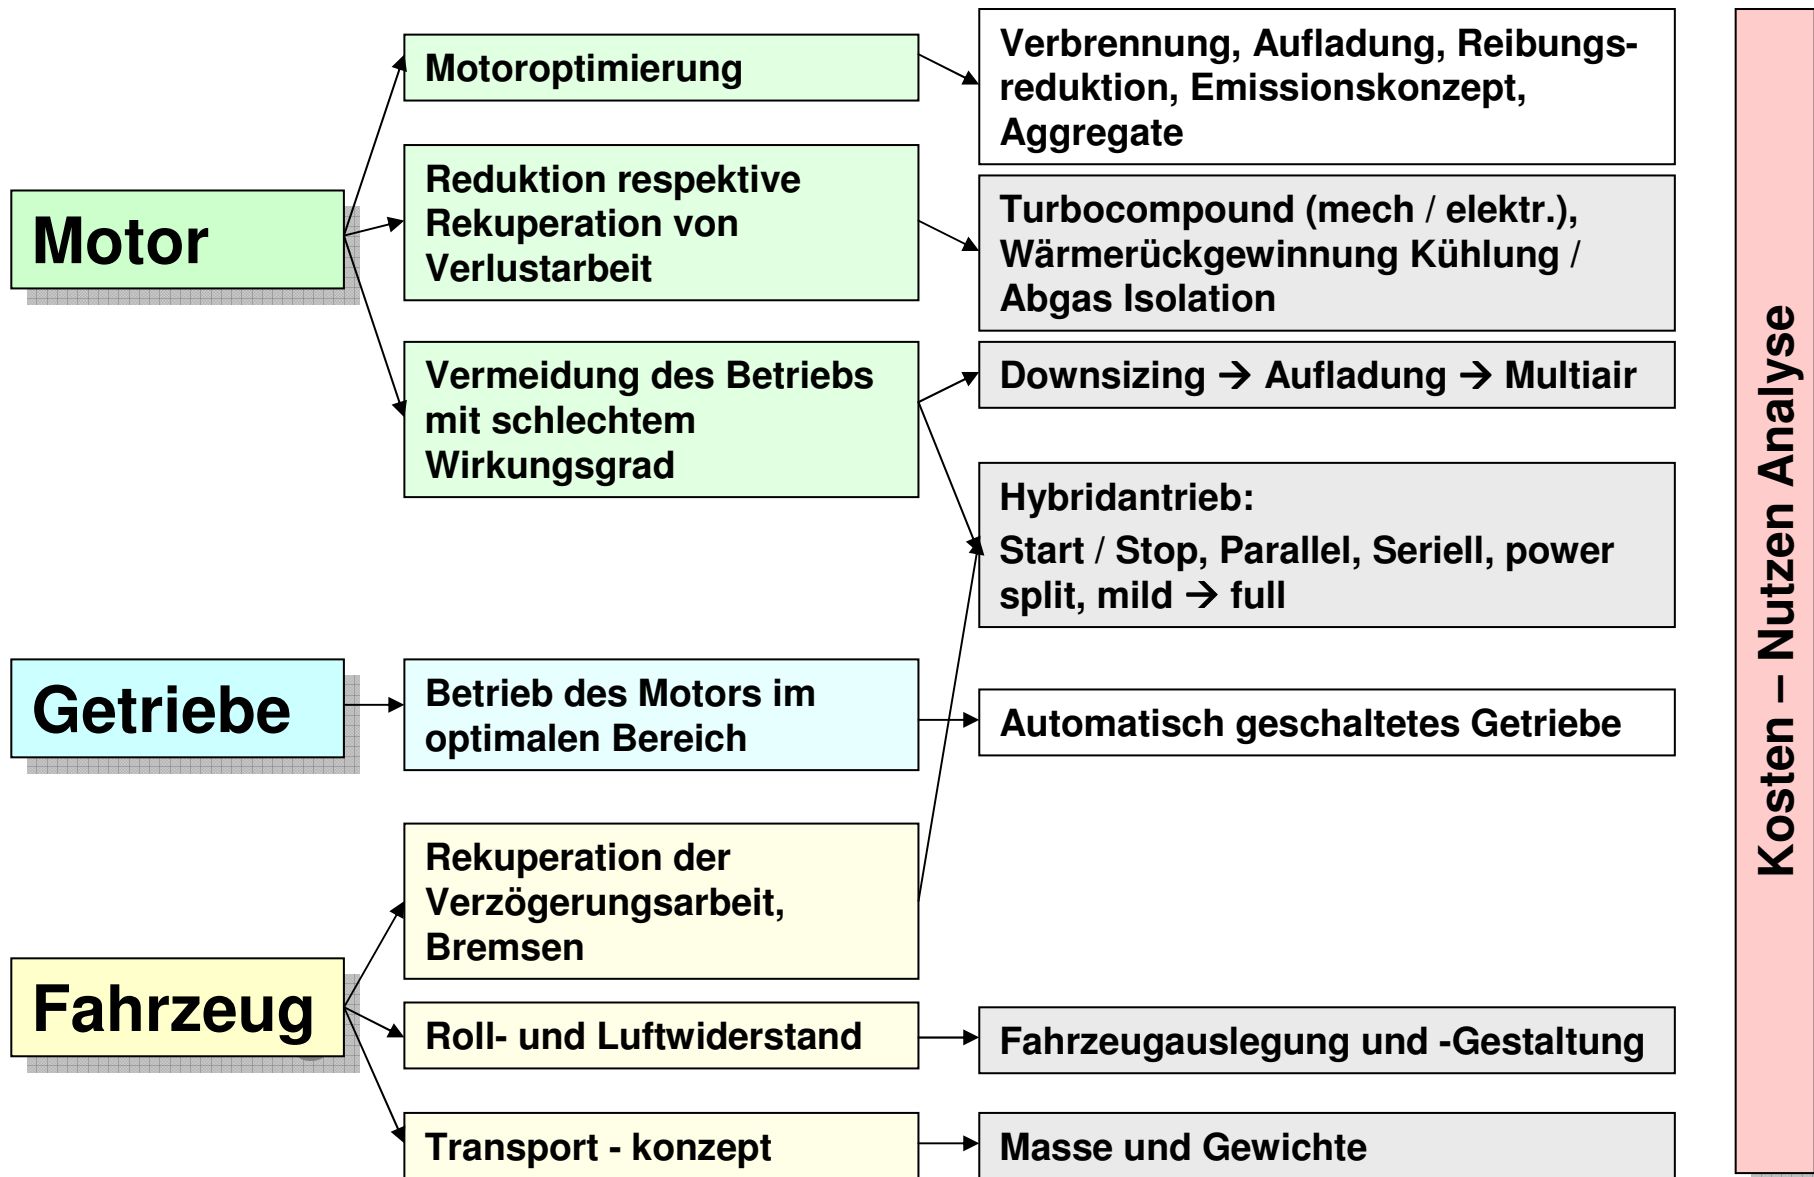 Motor
Motoroptimierung
Verbrennung, Aufladung, Reibungs-
reduktion, Emissionskonzept,
Aggregate
Reduktion respektive
Rekuperation von
Verlustarbeit
Turbocompound (mech / elektr.),
Wärmerückgewinnung Kühlung /
Abgas Isolation
Vermeidung des Betriebs
mit schlechtem
Wirkungsgrad
Downsizing → Aufladung → Multiair
Hybridantrieb:
Start / Stop, Parallel, Seriell, power
split, mild → full
Getriebe
Betrieb des Motors im
optimalen Bereich
Automatisch geschaltetes Getriebe
Fahrzeug
Rekuperation der
Verzögerungsarbeit,
Bremsen
Roll- und Luftwiderstand
Fahrzeugauslegung und -Gestaltung
Transport - konzept
Masse und Gewichte
Kosten – Nutzen Analyse